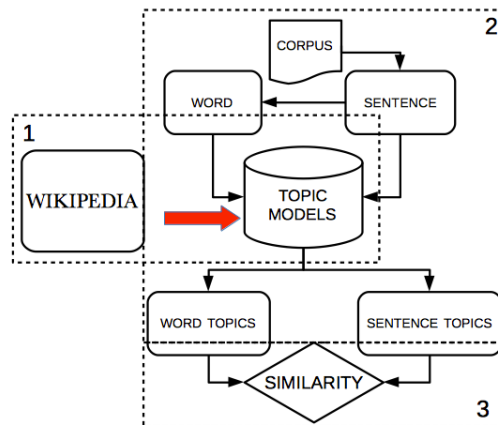 2
CORPUS
WORD
SENTENCE
1
WIKIPEDIA
TOPIC
MODELS
WORD TOPICS
SENTENCE TOPICS
SIMILARITY
3